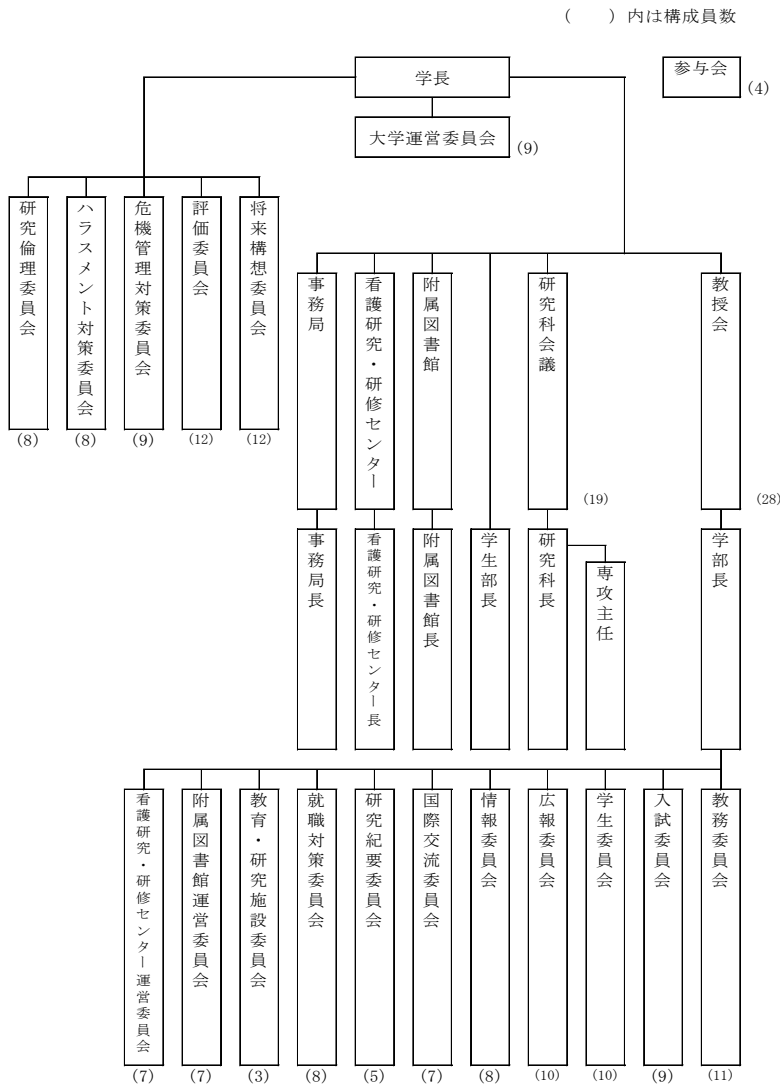 (　　)内は構成員数
学長
参与会
(4)
大学運営委員会
(9)
研究倫理委員会
ハラスメント対策委員会
危機管理対策委員会
評価委員会
将来構想委員会
(8)
(8)
(9)
(12)
(12)
事務局
看護研究・研修センター
附属図書館
研究科会議
教授会
(19)
(28)
事務局長
看護研究・研修センター長
附属図書館長
学生部長
研究科長
専攻主任
学部長
看護研究・研修センター運営委員会
附属図書館運営委員会
教育・研究施設委員会
就職対策委員会
研究紀要委員会
国際交流委員会
情報委員会
広報委員会
学生委員会
入試委員会
教務委員会
(7)
(7)
(3)
(8)
(5)
(7)
(8)
(10)
(10)
(9)
(11)